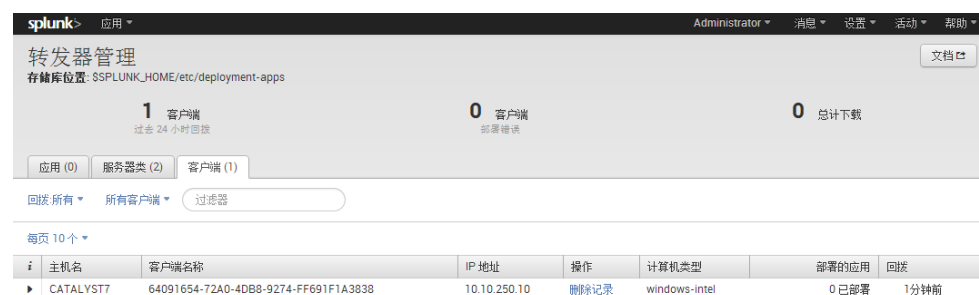 splunk> 应用 Administrator 消息 设置 活动 帮助
转发器管理 文档
存储库位置: $SPLUNK_HOME/etc/deployment-apps
1 客户端 0 客户端 0 总计下载
过去 24 小时回拨 部署错误
应用 (0) 服务器类 (2) 客户端 (1)
回拨:所有 所有客户端 过滤器
每页 10 个
i 主机名 客户端名称 IP 地址 操作 计算机类型 部署的应用 回拨
CATALYST7 64091654-72A0-4DB8-9274-FF691F1A3838 10.10.250.10 删除记录 windows-intel 0 已部署 1分钟前